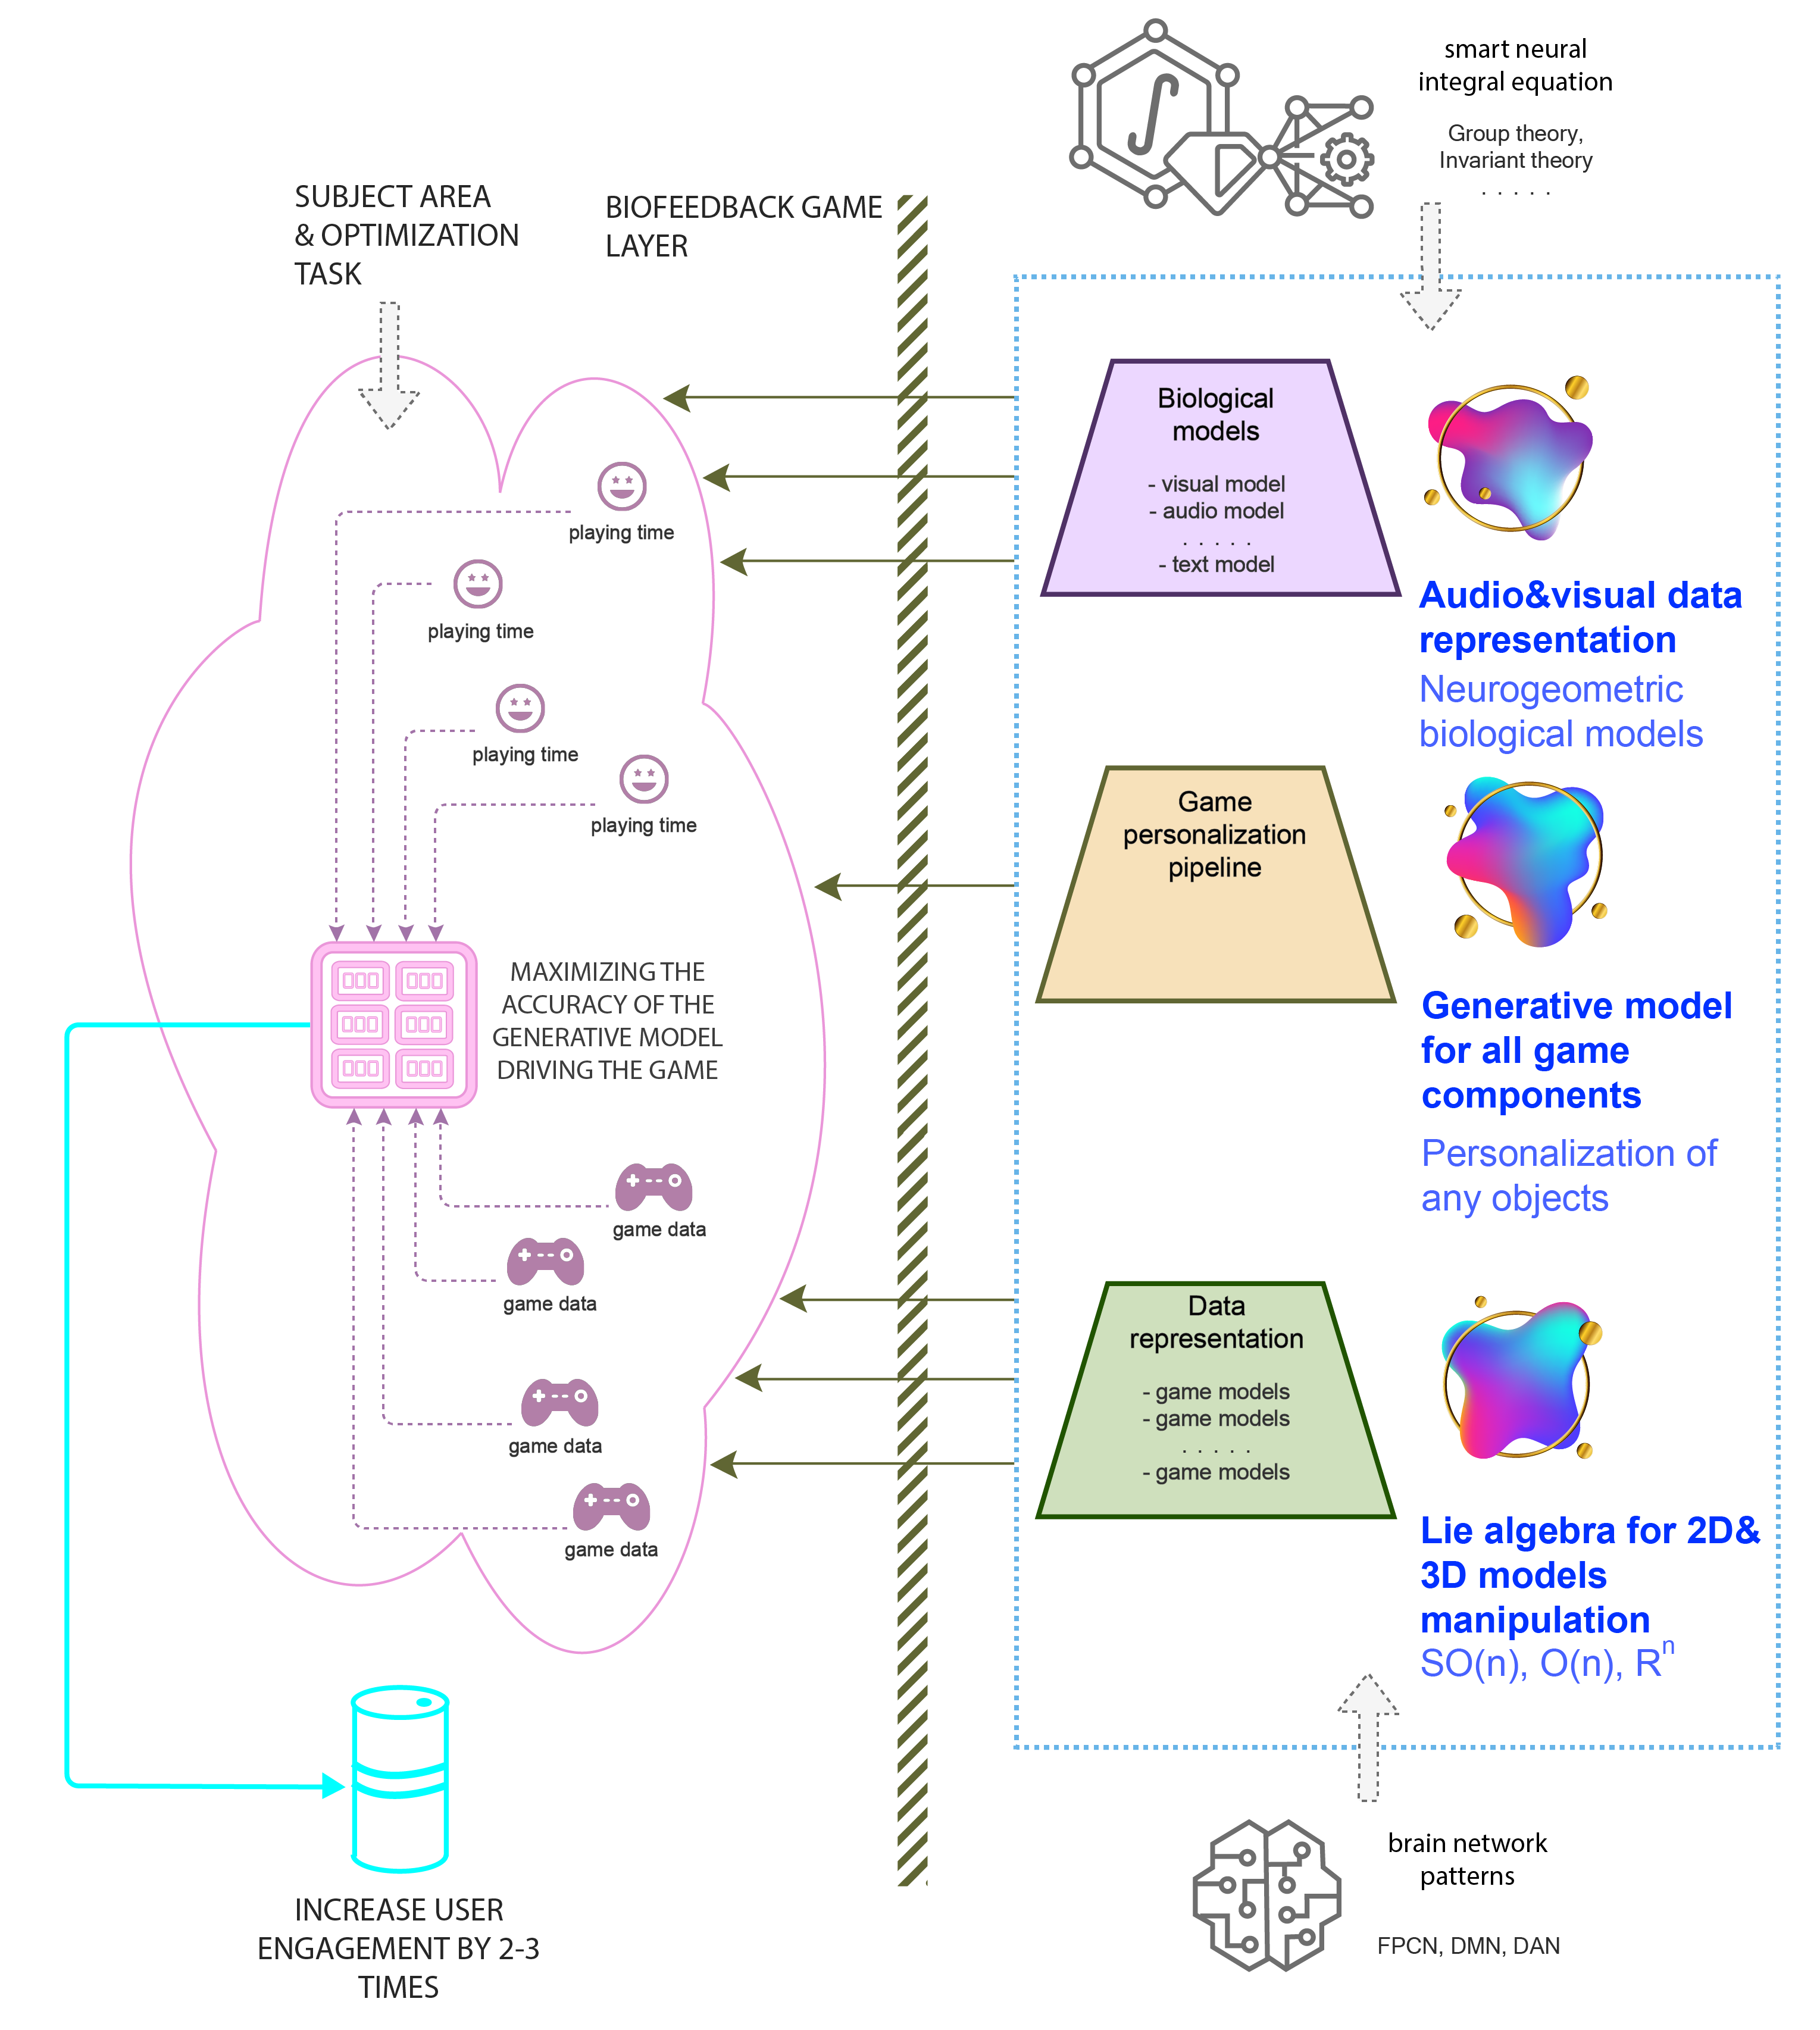 smart neural
integral equation
Group theory,
Invariant theory
. . . . .
SUBJECT AREA
& OPTIMIZATION
TASK
BIOFEEDBACK GAME
LAYER
Biological
models
- visual model
- audio model
. . . . .
- text model
playing time
playing time
playing time
playing time
Audio&visual data
representation
Neurogeometric
biological models
Game
personalization
pipeline
MAXIMIZING THE
ACCURACY OF THE
GENERATIVE MODEL
DRIVING THE GAME
Generative model
for all game
components
Personalization of
any objects
game data
game data
game data
game data
Data
representation
- game models
- game models
. . . . .
- game models
Lie algebra for 2D&
3D models
manipulation
SO(n), O(n), Rⁿ
INCREASE USER
ENGAGEMENT BY 2-3
TIMES
brain network
patterns
FPCN, DMN, DAN